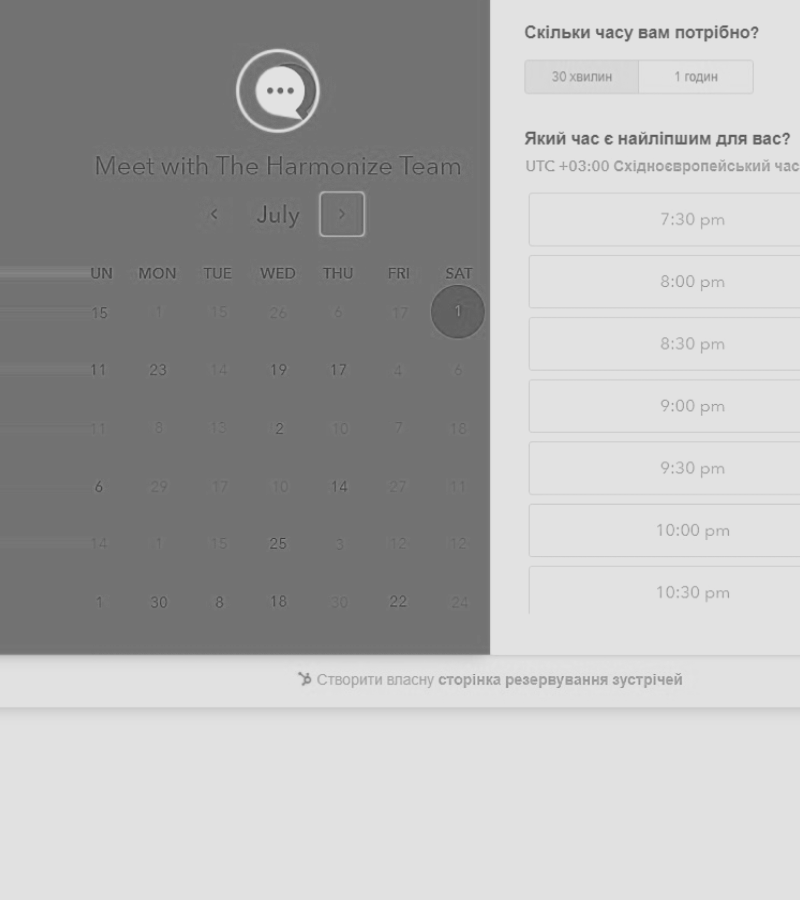 Meet with The Harmonize Team
July
UN MON TUE WED THU FRI SAT
15 1 15 26 6 17 1
11 23 14 19 17 4 6
11 8 13 2 10 7 18
6 29 17 10 14 27 11
14 1 15 25 3 12 12
1 30 8 18 30 22 24
Скільки часу вам потрібно?
30 хвилин 1 годин
Який час є найліпшим для вас?
UTC +03:00 Східноєвропейський час
7:30 pm
8:00 pm
8:30 pm
9:00 pm
9:30 pm
10:00 pm
10:30 pm
Створити власну сторінка резервування зустрічей